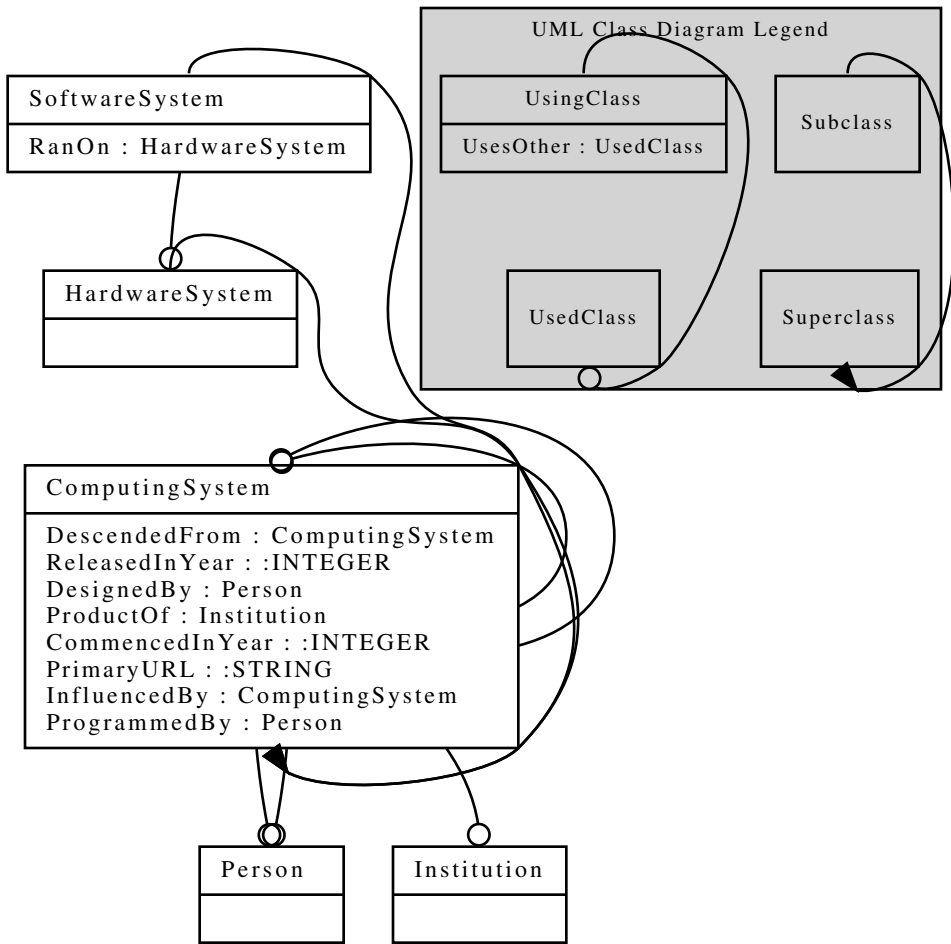 UML Class Diagram Legend
SoftwareSystem
RanOn : HardwareSystem
UsingClass
UsesOther : UsedClass
Subclass
HardwareSystem
UsedClass
Superclass
ComputingSystem
DescendedFrom : ComputingSystem
ReleasedInYear : :INTEGER
DesignedBy : Person
ProductOf : Institution
CommencedInYear : :INTEGER
PrimaryURL : :STRING
InfluencedBy : ComputingSystem
ProgrammedBy : Person
Person
Institution